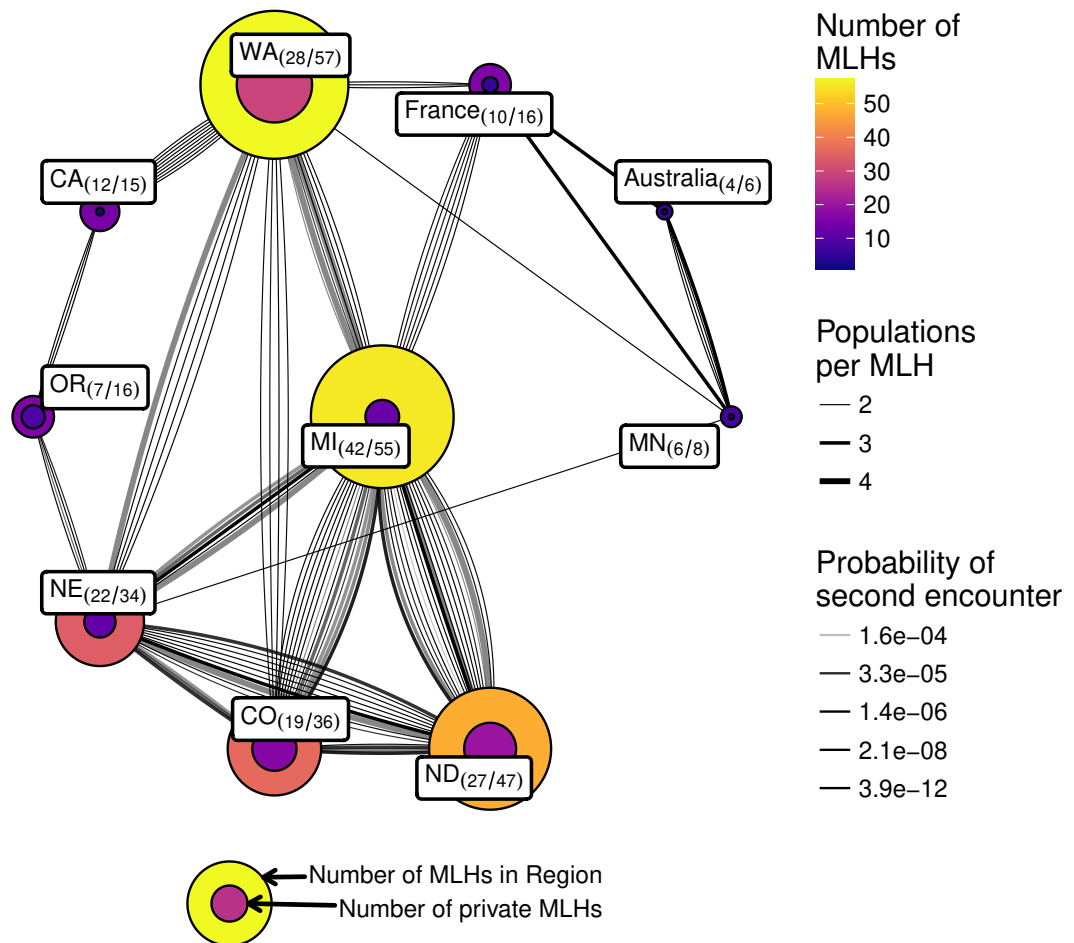 WA(28/57)
France(10/16)
CA(12/15)
Australia(4/6)
OR(7/16)
MI(42/55)
MN(6/8)
NE(22/34)
CO(19/36)
ND(27/47)
Number of MLHs in Region
Number of private MLHs
Number of
MLHs
50
40
30
20
10
Populations
per MLH
2
3
4
Probability of
second encounter
1.6e−04
3.3e−05
1.4e−06
2.1e−08
3.9e−12